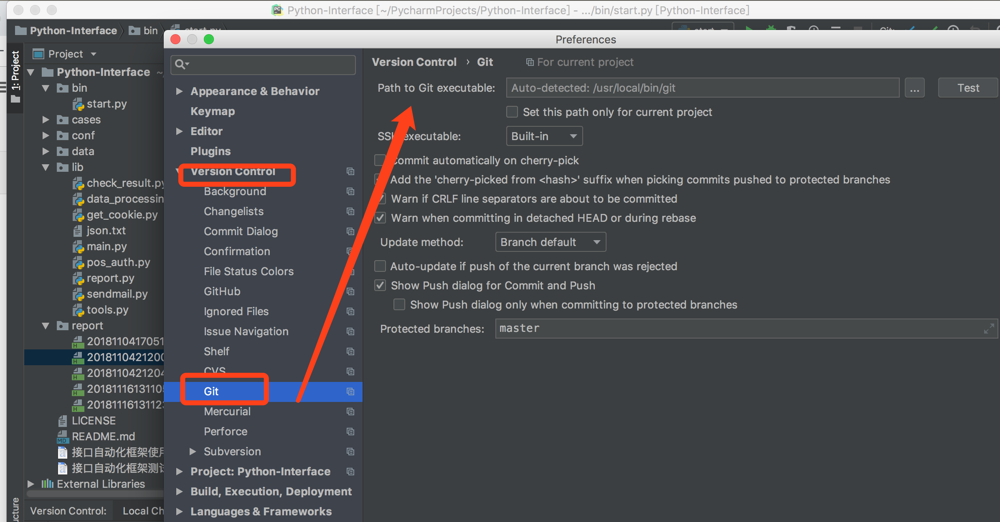 Python-Interface [~/PycharmProjects/Python-Interface] - .../bin/start.py [Python-Interface]
Python-Interface
bin
start.py
start
Git:
Preferences
1: Project
Project
Python-Interface ~/
bin
start.py
cases
conf
data
lib
check_result.py
data_processin
get_cookie.py
json.txt
main.py
pos_auth.py
report.py
sendmail.py
tools.py
report
2018110417051
2018110421200
2018110421204
2018111613110
2018111613112
LICENSE
README.md
接口自动化框架使用
接口自动化框架测试
External Libraries
ucture
Version Control:
Local Ch
Appearance & Behavior
Keymap
Editor
Plugins
Version Control
Background
Changelists
Commit Dialog
Confirmation
File Status Colors
GitHub
Ignored Files
Issue Navigation
Shelf
CVS
Git
Mercurial
Perforce
Subversion
Project: Python-Interface
Build, Execution, Deployment
Languages & Frameworks
Version Control › Git
For current project
Path to Git executable:
Auto-detected: /usr/local/bin/git
...
Test
Set this path only for current project
SSH executable:
Built-in
Commit automatically on cherry-pick
Add the 'cherry-picked from <hash>' suffix when picking commits pushed to protected branches
Warn if CRLF line separators are about to be committed
Warn when committing in detached HEAD or during rebase
Update method:
Branch default
Auto-update if push of the current branch was rejected
Show Push dialog for Commit and Push
Show Push dialog only when committing to protected branches
Protected branches:
master